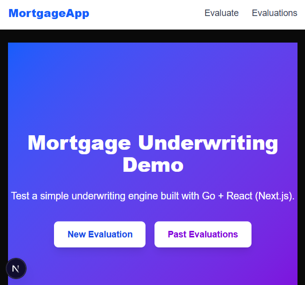 MortgageApp
Evaluate
Evaluations
Mortgage Underwriting
Demo
Test a simple underwriting engine built with Go + React (Next.js).
New Evaluation
Past Evaluations
N